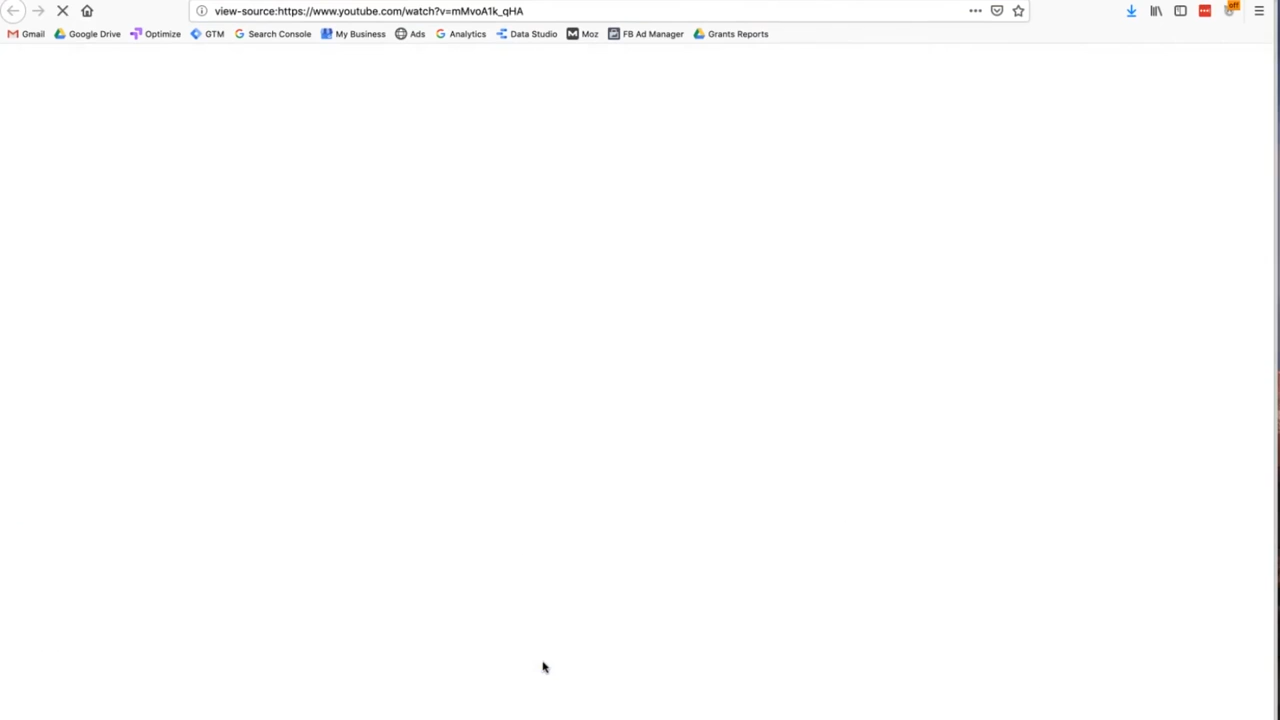 view-source:https://www.youtube.com/watch?v=mMvoA1k_qHA
off
Gmail Google Drive Optimize GTM Search Console My Business Ads Analytics Data Studio Moz FB Ad Manager Grants Reports